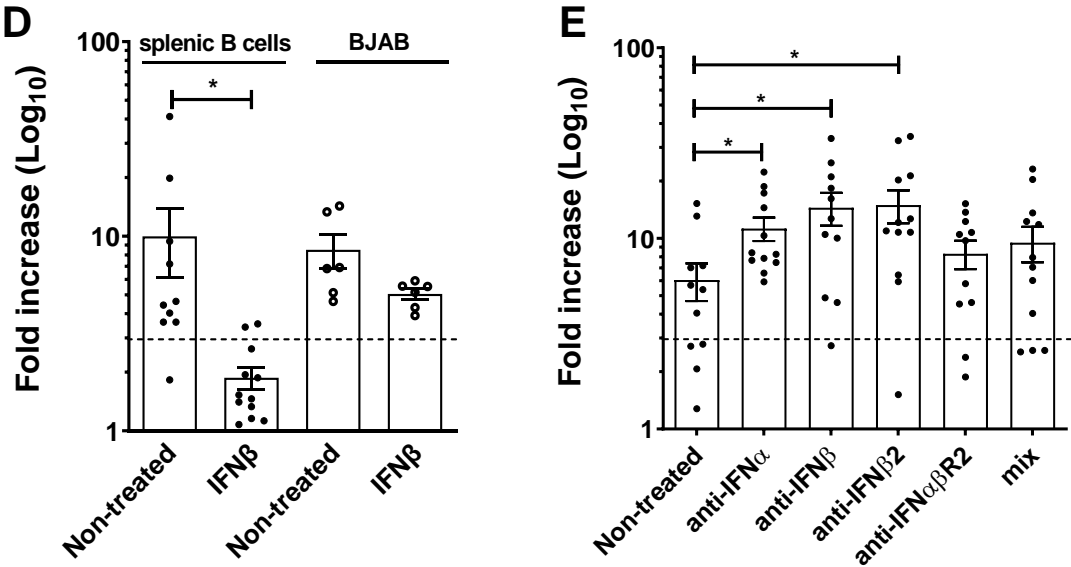 D
Fold increase (Log10)
100
10
1
splenic B cells
BJAB
*
Non-treated
IFNβ
Non-treated
IFNβ
E
Fold increase (Log10)
100
10
1
*
*
*
Non-treated
anti-IFNα
anti-IFNβ
anti-IFNβ2
anti-IFNαβR2
mix